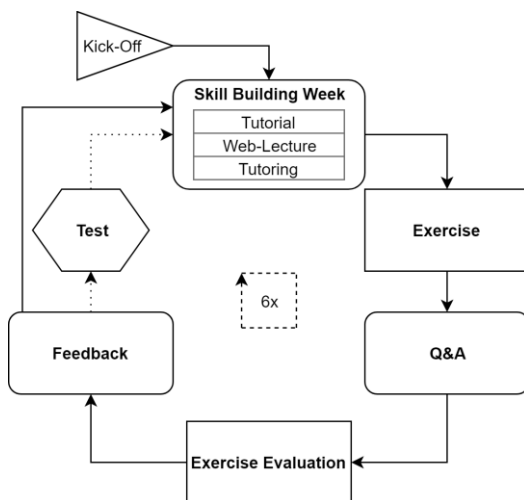 Kick-Off
Skill Building Week
Tutorial
Web-Lecture
Tutoring
Test
Exercise
6x
Feedback
Q&A
Exercise Evaluation